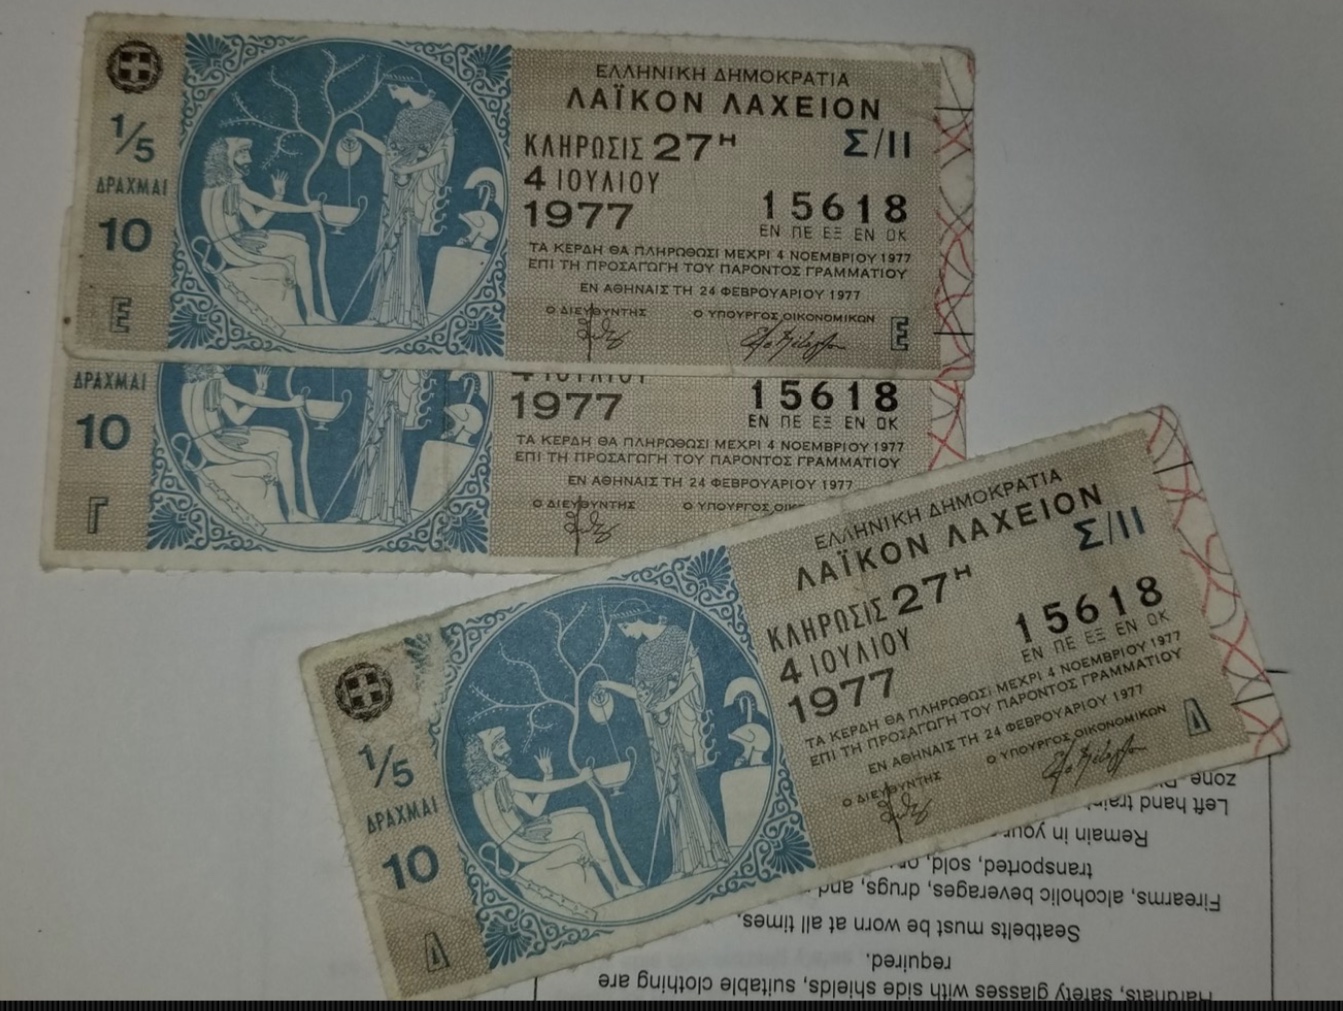 ΕΛΛΗΝΙΚΗ ΔΗΜΟΚΡΑΤΙΑ
ΛΑΪΚΟΝ ΛΑΧΕΙΟΝ
1/5
ΚΛΗΡΩΣΙΣ 27Η
Σ/ΙΙ
ΔΡΑΧΜΑΙ
4 ΙΟΥΛΙΟΥ
10
1977
15618
ΕΝ ΠΕ ΕΞ ΕΝ ΟΚ
ΤΑ ΚΕΡΔΗ ΘΑ ΠΛΗΡΩΘΩΣΙ ΜΕΧΡΙ 4 ΝΟΕΜΒΡΙΟΥ 1977
ΕΠΙ ΤΗ ΠΡΟΣΑΓΩΓΗ ΤΟΥ ΠΑΡΟΝΤΟΣ ΓΡΑΜΜΑΤΙΟΥ
ΕΝ ΑΘΗΝΑΙΣ ΤΗ 24 ΦΕΒΡΟΥΑΡΙΟΥ 1977
Ο ΔΙΕΥΘΥΝΤΗΣ Ο ΥΠΟΥΡΓΟΣ ΟΙΚΟΝΟΜΙΚΩΝ
Ε Ε
ΔΡΑΧΜΑΙ
4 ΙΟΥΛΙΟΥ
10
1977
15618
ΕΝ ΠΕ ΕΞ ΕΝ ΟΚ
ΤΑ ΚΕΡΔΗ ΘΑ ΠΛΗΡΩΘΩΣΙ ΜΕΧΡΙ 4 ΝΟΕΜΒΡΙΟΥ 1977
ΕΠΙ ΤΗ ΠΡΟΣΑΓΩΓΗ ΤΟΥ ΠΑΡΟΝΤΟΣ ΓΡΑΜΜΑΤΙΟΥ
ΕΝ ΑΘΗΝΑΙΣ ΤΗ 24 ΦΕΒΡΟΥΑΡΙΟΥ 1977
Ο ΔΙΕΥΘΥΝΤΗΣ Ο ΥΠΟΥΡΓΟΣ
Γ
ΕΛΛΗΝΙΚΗ ΔΗΜΟΚΡΑΤΙΑ
ΛΑΪΚΟΝ ΛΑΧΕΙΟΝ
1/5
ΚΛΗΡΩΣΙΣ 27Η
Σ/ΙΙ
ΔΡΑΧΜΑΙ
4 ΙΟΥΛΙΟΥ
10
1977
15618
ΕΝ ΠΕ ΕΞ ΕΝ ΟΚ
ΤΑ ΚΕΡΔΗ ΘΑ ΠΛΗΡΩΘΩΣΙ ΜΕΧΡΙ 4 ΝΟΕΜΒΡΙΟΥ 1977
ΕΠΙ ΤΗ ΠΡΟΣΑΓΩΓΗ ΤΟΥ ΠΑΡΟΝΤΟΣ ΓΡΑΜΜΑΤΙΟΥ
ΕΝ ΑΘΗΝΑΙΣ ΤΗ 24 ΦΕΒΡΟΥΑΡΙΟΥ 1977
Ο ΔΙΕΥΘΥΝΤΗΣ Ο ΥΠΟΥΡΓΟΣ ΟΙΚΟΝΟΜΙΚΩΝ
Δ Δ
Hardhats, safety glasses with side shields, suitable clothing are
required.
Seatbelts must be worn at all times.
Firearms, alcoholic beverages, drugs, and
transported, sold, or
Remain in your
Left hand
zone